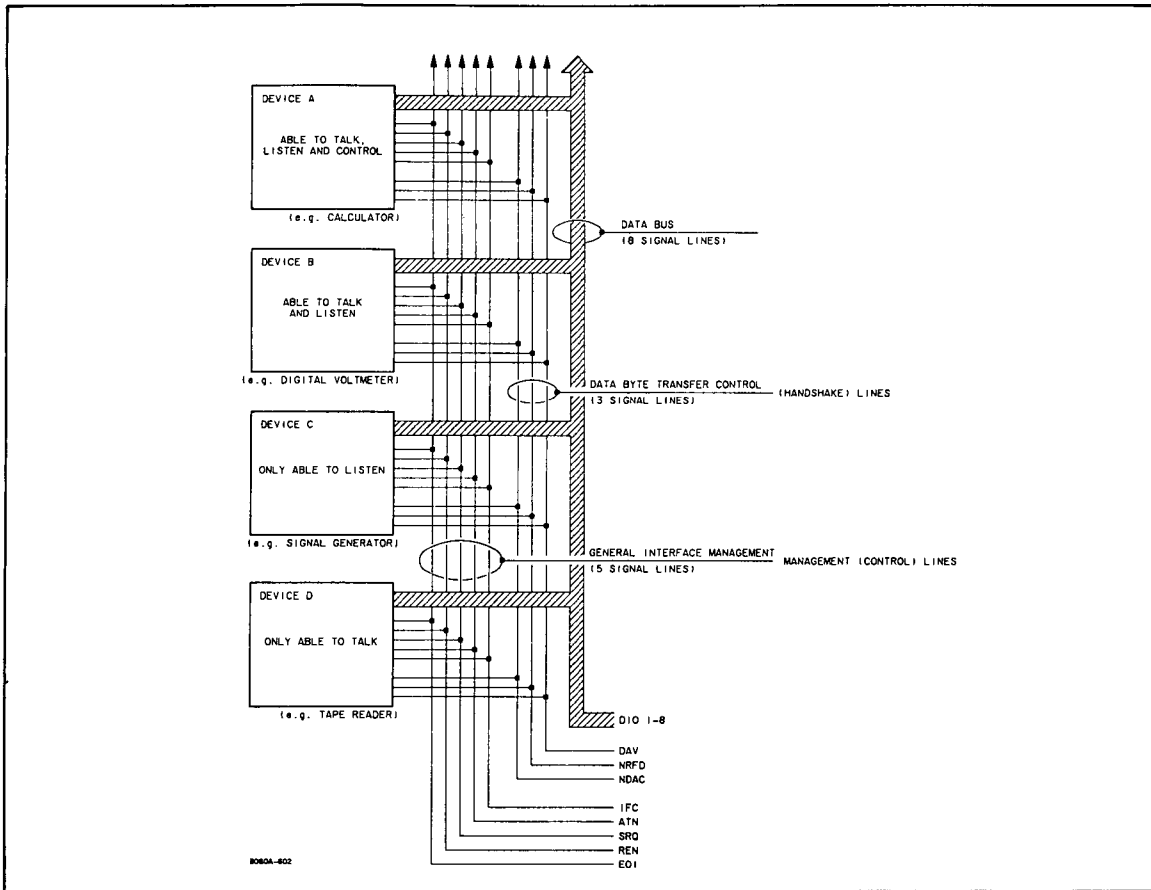 DEVICE A
ABLE TO TALK,
LISTEN AND CONTROL
(e.g. CALCULATOR)
DATA BUS
(8 SIGNAL LINES)
DEVICE B
ABLE TO TALK
AND LISTEN
(e.g. DIGITAL VOLTMETER)
DATA BYTE TRANSFER CONTROL
(3 SIGNAL LINES)
(HANDSHAKE) LINES
DEVICE C
ONLY ABLE TO LISTEN
(e.g. SIGNAL GENERATOR)
GENERAL INTERFACE MANAGEMENT
(5 SIGNAL LINES)
MANAGEMENT (CONTROL) LINES
DEVICE D
ONLY ABLE TO TALK
(e.g. TAPE READER)
DIO 1-8
DAV
NRFD
NDAC
IFC
ATN
SRQ
REN
EOI
8080A-602